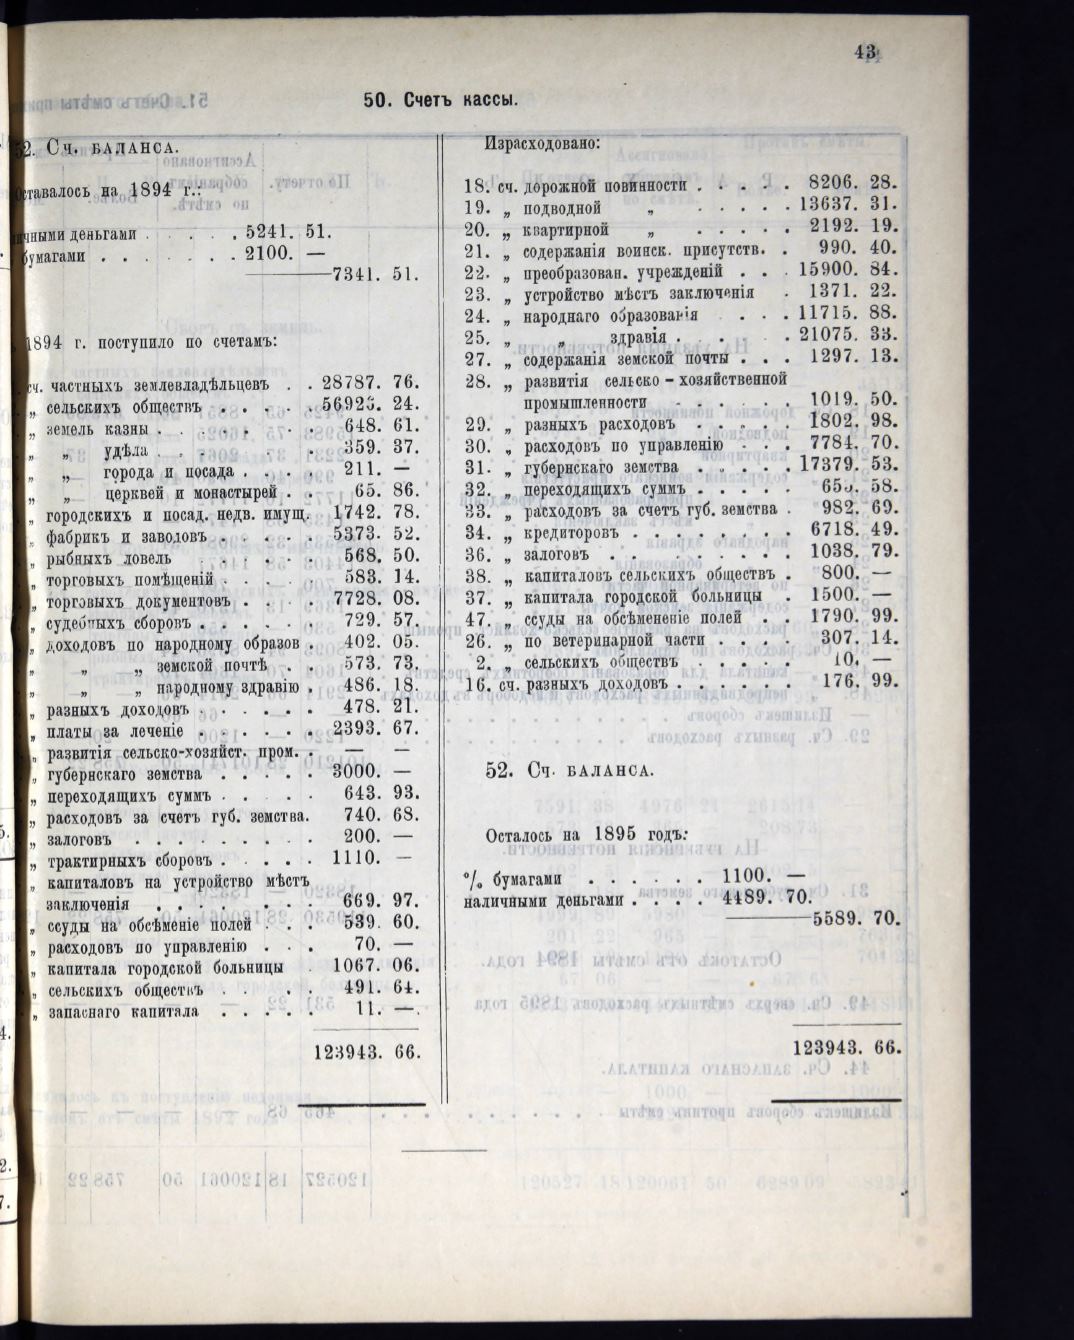 43
50. Счетъ кассы.
52. Сч. БАЛАНСА.
Оставалось на 1894 г.:
деньгами . . . . . 5241. 51.
бумагами . . . . . . . 2100. —
7341. 51.
1894 г. поступило по счетамъ:
сч. частныхъ землевладѣльцевъ . . 28787. 76.
„ сельскихъ обществъ . . . . . 24.
„ земель казны . . . . . . . . 648. 61.
„ „ удѣла . . . . . . . . 359. 37.
„ „ города и посада . . . . 211. —
„ „ церквей и монастырей . . 65. 86.
„ городскихъ и посад. недв. имущ. 1742. 78.
„ фабрикъ и заводовъ . . . . . 5373. 52.
„ рыбныхъ ловель . . . . . 568. 50.
„ торговыхъ помѣщеній . . . . . 583. 14.
„ торговыхъ документовъ . . . . 7728. 08.
„ судебныхъ сборовъ . . . . . . 729. 57.
„ доходовъ по народному образов. 402. 05.
„ „ „ земской почтѣ . . 573. 73.
„ „ „ народному здравію . 486. 18.
„ разныхъ доходовъ . . . . . . 478. 21.
„ платы за леченіе . . . . . . 2393. 67.
„ развитія сельско-хозяйст. пром. . — —
„ губернскаго земства . . . . . 3000. —
„ переходящихъ суммъ . . . . . 643. 93.
„ расходовъ за счетъ губ. земства. 740. 68.
„ залоговъ . . . . . . . . . 200. —
„ трактирныхъ сборовъ . . . . . 1110. —
„ капиталовъ на устройство мѣстъ
заключенія . . . . . . . 669. 97.
„ ссуды на обсѣменіе полей . . . 539. 60.
„ расходовъ по управленію . . . 70. —
„ капитала городской больницы . 1067. 06.
„ сельскихъ обществъ . . . . 491. 64.
„ запаснаго капитала . . . . . 11. —.
123943. 66.
Израсходовано:
18. сч. дорожной повинности . . . . . 8206. 28.
19. „ подводной „ . . . . . 13637. 31.
20. „ квартирной „ . . . . . 2192. 19.
21. „ содержанія воинск. присутств. . 990. 40.
22. „ преобразован. учрежденій . . . 15900. 84.
23. „ устройство мѣстъ заключенія . 1371. 22.
24. „ народнаго образованія . . . 11715. 88.
25. „ „ здравія . . . . 21075. 33.
27. „ содержанія земской почты . . . 1297. 13.
28. „ развитія сельско-хозяйственной
промышленности . . . . . . 1019. 50.
29. „ разныхъ расходовъ . . . . . 1802. 98.
30. „ расходовъ по управленію . . . 7784. 70.
31. „ губернскаго земства . . . . . 17379. 53.
32. „ переходящихъ суммъ . . . . . 58.
33. „ расходовъ за счетъ губ. земства . 982. 69.
34. „ кредиторовъ . . . . . . . . 6718. 49.
36. „ залоговъ . . . . . . . . . 1038. 79.
38. „ капиталовъ сельскихъ обществъ . 800. —
37. „ капитала городской больницы . 1500. —
47. „ ссуды на обсѣмененіе полей . . 1790. 99.
26. „ по ветеринарной части . . . . 307. 14.
2. „ сельскихъ обществъ . . . . . 10. —
16. сч. разныхъ доходовъ . . . . . . 176. 99.
52. Сч. БАЛАНСА.
Осталось на 1895 годъ:
% бумагами . . . . . . 1100. —
наличными деньгами . . . . 4489. 70.
5589. 70.
123943. 66.